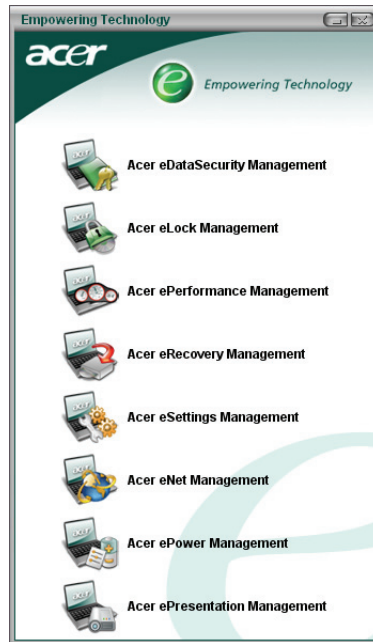 Empowering Technology
acer
e Empowering Technology
Acer eDataSecurity Management
Acer eLock Management
Acer ePerformance Management
Acer eRecovery Management
Acer eSettings Management
Acer eNet Management
Acer ePower Management
Acer ePresentation Management